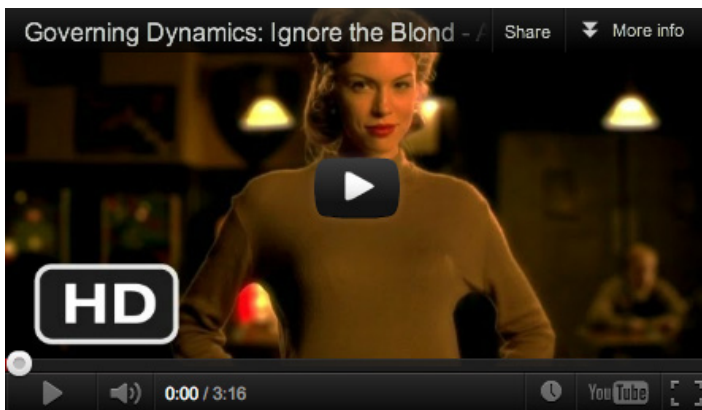 Governing Dynamics: Ignore the Blond - A Share More info
HD
0:00 / 3:16 YouTube